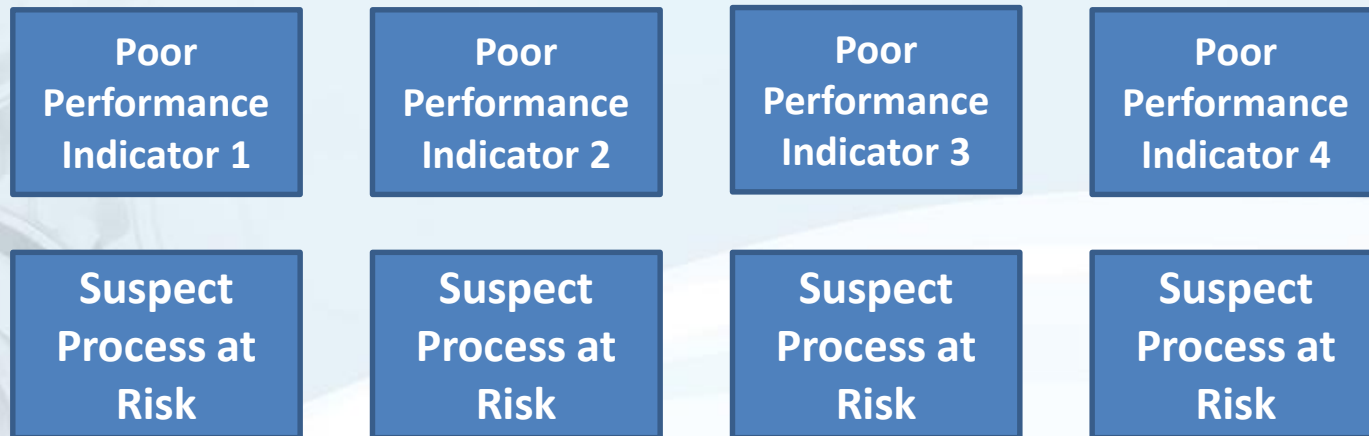 Poor
Performance
Indicator 1
Poor
Performance
Indicator 2
Poor
Performance
Indicator 3
Poor
Performance
Indicator 4
Suspect
Process at
Risk
Suspect
Process at
Risk
Suspect
Process at
Risk
Suspect
Process at
Risk